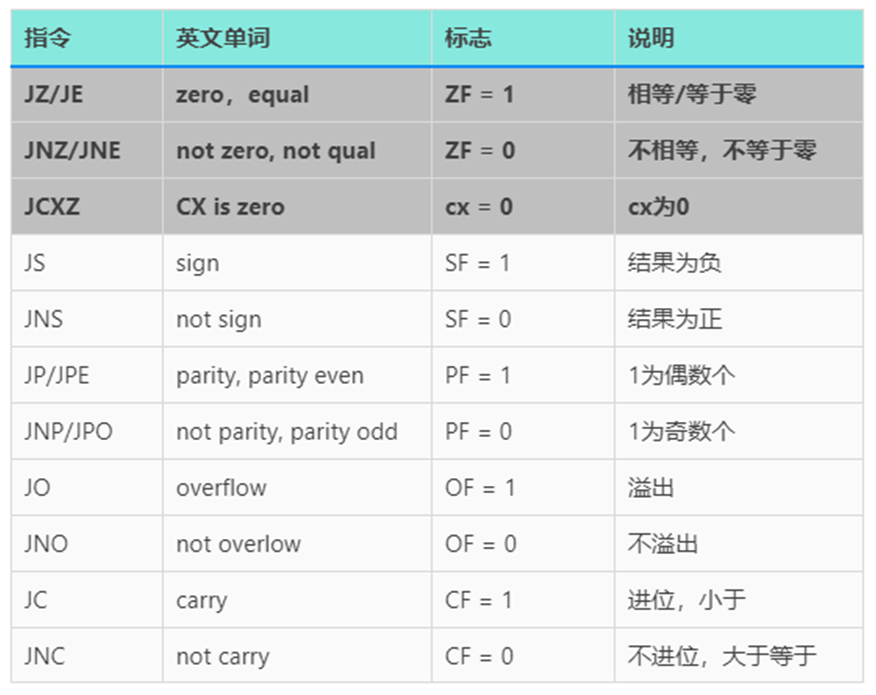 指令 英文单词 标志 说明
JZ/JE zero，equal ZF = 1 相等/等于零
JNZ/JNE not zero, not qual ZF = 0 不相等，不等于零
JCXZ CX is zero cx = 0 cx为0
JS sign SF = 1 结果为负
JNS not sign SF = 0 结果为正
JP/JPE parity, parity even PF = 1 1为偶数个
JNP/JPO not parity, parity odd PF = 0 1为奇数个
JO overflow OF = 1 溢出
JNO not overlow OF = 0 不溢出
JC carry CF = 1 进位，小于
JNC not carry CF = 0 不进位，大于等于